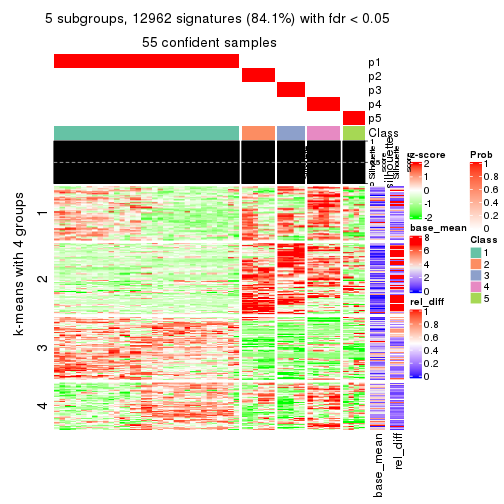 5 subgroups, 12962 signatures (84.1%) with fdr < 0.05
55 confident samples
p1
p2
p3
p4
p5
Class
silhouette
k-means with 4 groups
1
2
3
4
base_mean
rel_diff
z-score
2
1
0
-1
-2
base_mean
8
6
4
2
0
rel_diff
1
0.8
0.6
0.4
0.2
0
Prob
1
0.8
0.6
0.4
0.2
0
Class
1
2
3
4
5